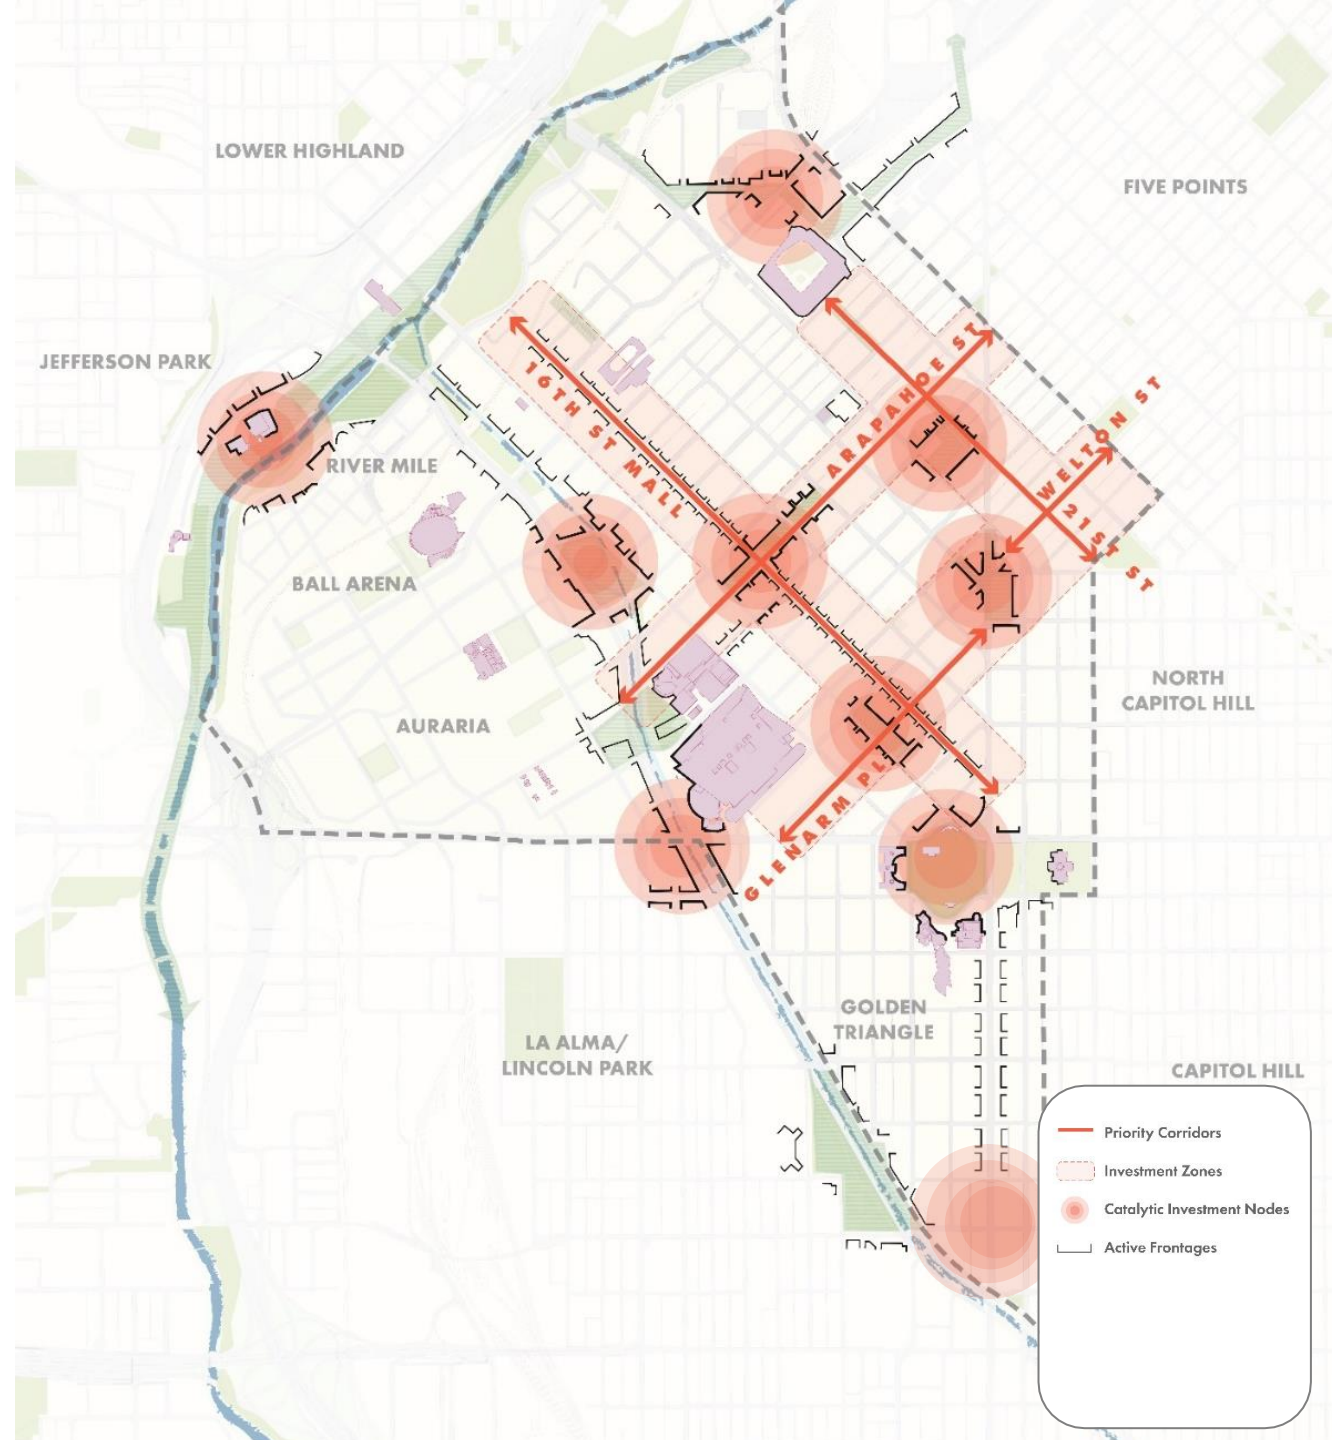 LOWER HIGHLAND
FIVE POINTS
JEFFERSON PARK
16TH ST MALL
ARAPAHOE ST
WELTON ST
21ST ST
RIVER MILE
BALL ARENA
AURARIA
NORTH
CAPITOL HILL
GLENARM PL
GOLDEN
TRIANGLE
LA ALMA/
LINCOLN PARK
CAPITOL HILL
Priority Corridors
Investment Zones
Catalytic Investment Nodes
Active Frontages